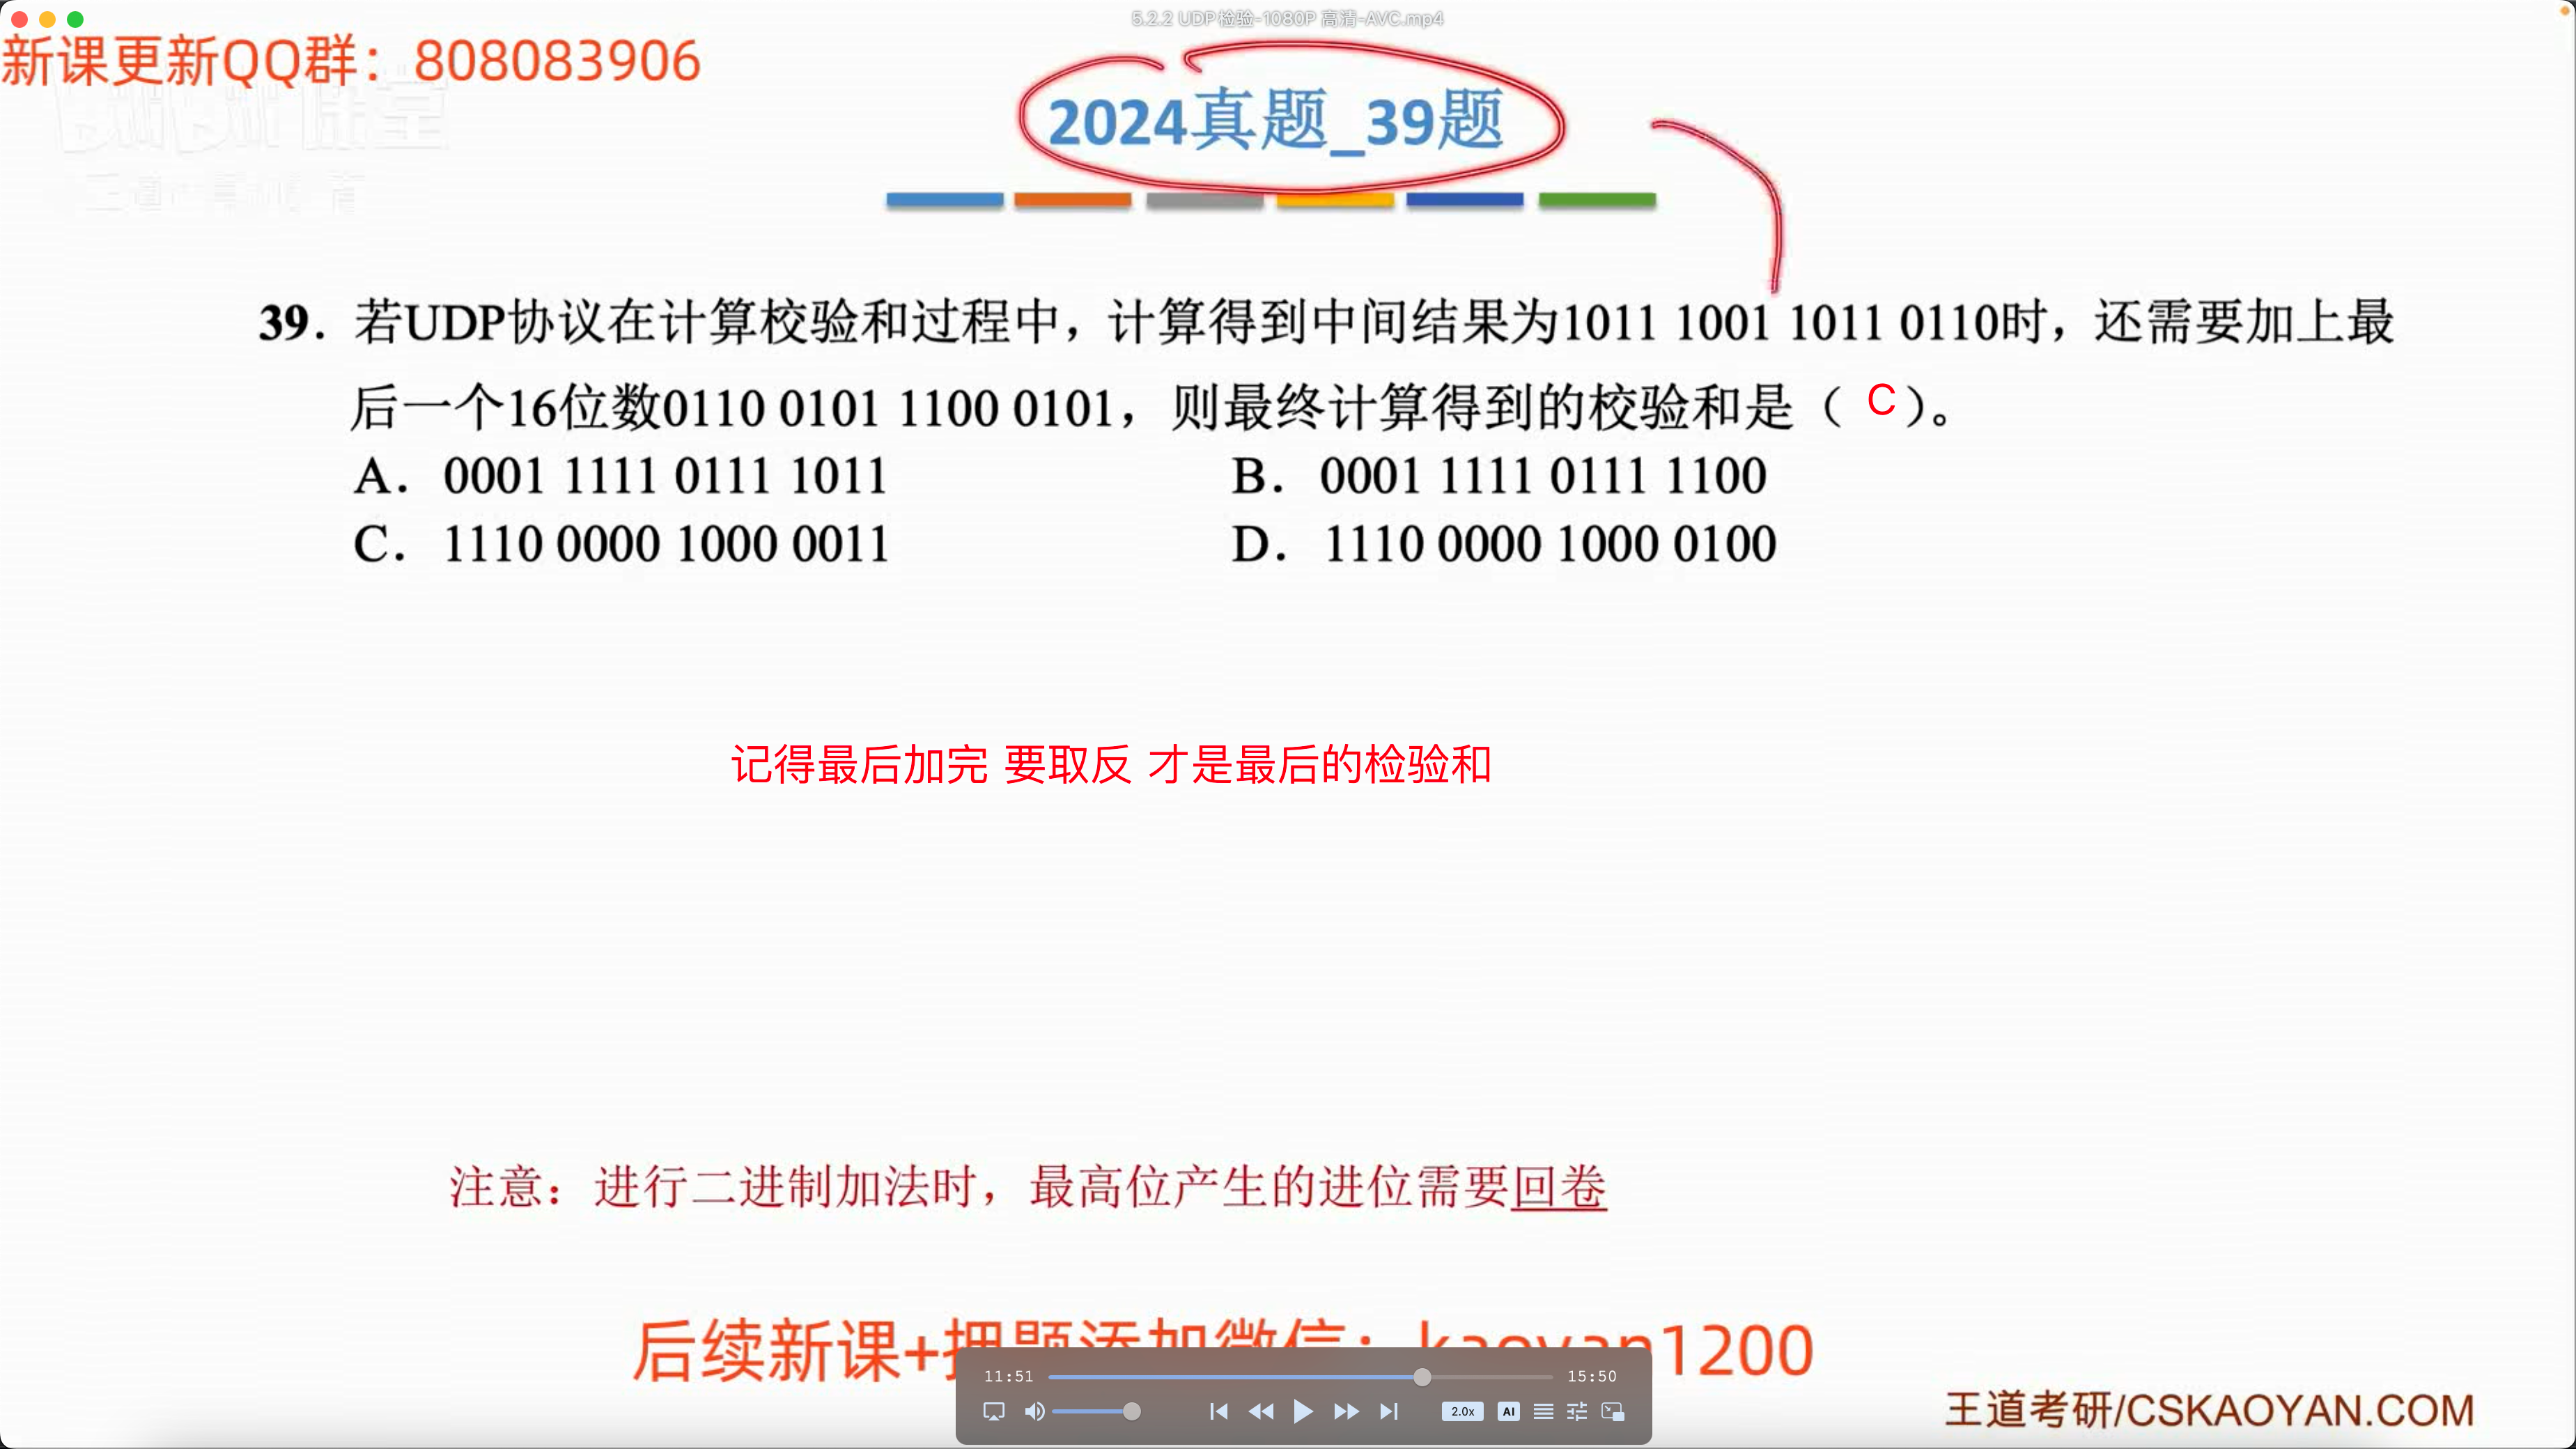 5.2.2 UDP检验-1080P 高清-AVC.mp4
新课更新QQ群：808083906
2024真题_39题
39．若UDP协议在计算校验和过程中，计算得到中间结果为1011 1001 1011 0110时，还需要加上最
后一个16位数0110 0101 1100 0101，则最终计算得到的校验和是（ C ）。
A．0001 1111 0111 1011
B．0001 1111 0111 1100
C．1110 0000 1000 0011
D．1110 0000 1000 0100
记得最后加完 要取反 才是最后的检验和
注意：进行二进制加法时，最高位产生的进位需要回卷
后续新课+押题添加微信：kaoyan1200
11:51
15:50
2.0x
AI
王道考研/CSKAOYAN.COM